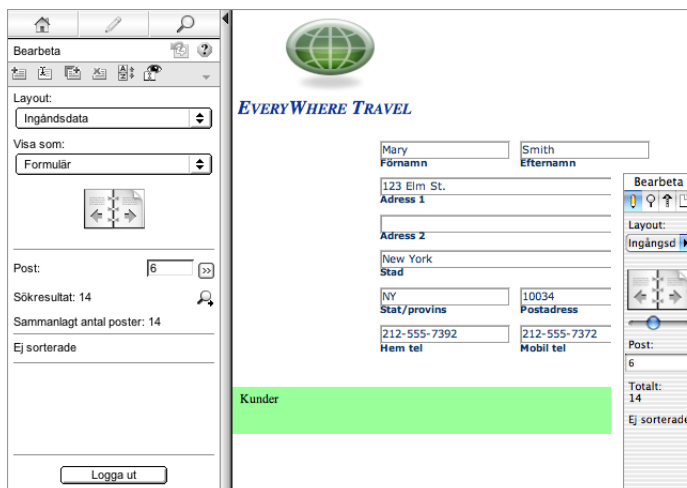 Bearbeta
Layout:
Ingåndsdata
Visa som:
Formulär
Post:
6
Sökresultat: 14
Sammanlagt antal poster: 14
Ej sorterade
Logga ut
EVERYWHERE TRAVEL
Mary
Smith
Förnamn
Efternamn
123 Elm St.
Adress 1
Adress 2
New York
Stad
NY
10034
Stat/provins
Postadress
212-555-7392
212-555-7372
Hem tel
Mobil tel
Kunder
Bearbeta
Layout:
Ingångsd
Post:
6
Totalt:
14
Ej sorterade